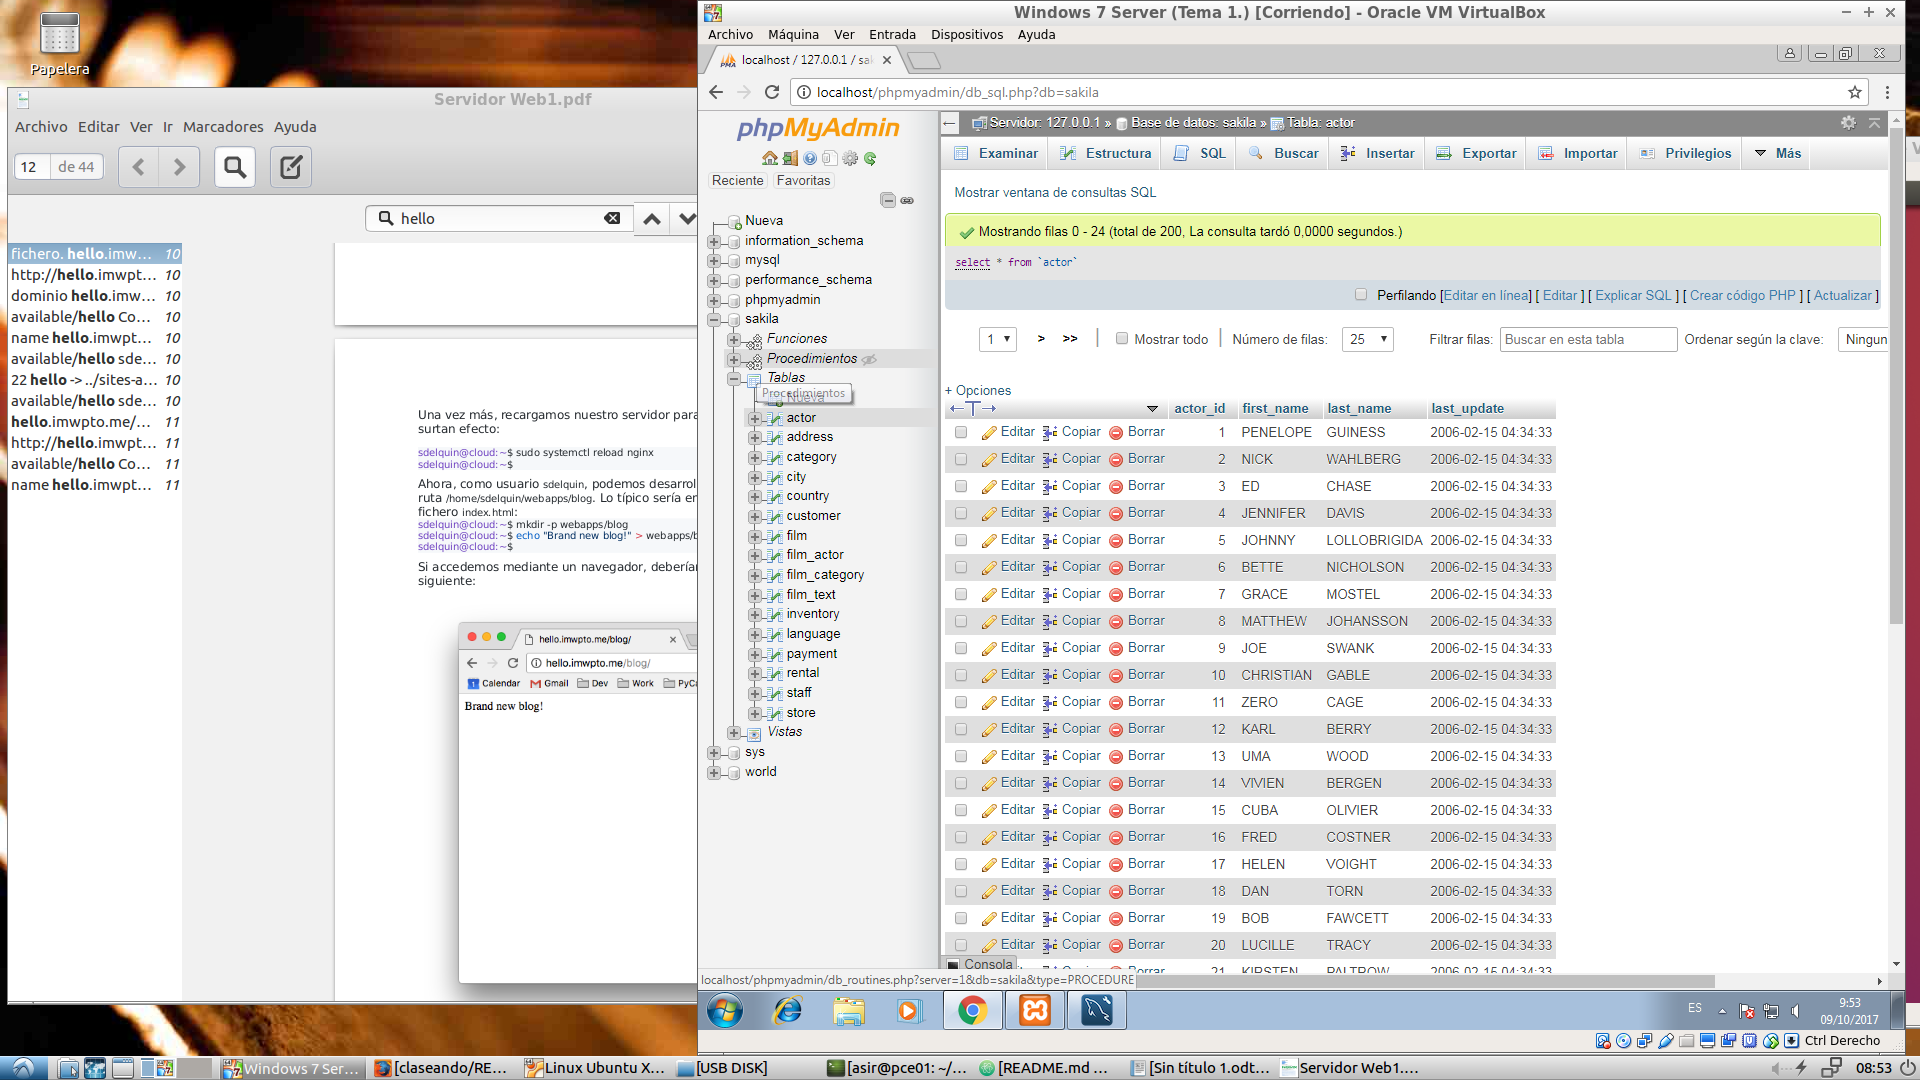 Papelera
Servidor Web1.pdf
Archivo Editar Ver Ir Marcadores Ayuda
12 de 44
hello
fichero. hello.imw... 10
http://hello.imwpt... 10
dominio hello.imw... 10
available/hello Co... 10
name hello.imwpt... 10
available/hello sde... 10
22 hello -> ../sites-a... 10
available/hello sde... 10
hello.imwpto.me/... 11
http://hello.imwpt... 11
available/hello Co... 11
name hello.imwpt... 11
Una vez más, recargamos nuestro servidor para
surtan efecto:
sdelquin@cloud:~$ sudo systemctl reload nginx
sdelquin@cloud:~$
Ahora, como usuario sdelquin, podemos desarrol
ruta /home/sdelquin/webapps/blog. Lo típico sería en
fichero index.html:
sdelquin@cloud:~$ mkdir -p webapps/blog
sdelquin@cloud:~$ echo "Brand new blog!" > webapps/b
sdelquin@cloud:~$
Si accedemos mediante un navegador, deberían
siguiente:
hello.imwpto.me/blog/
hello.imwpto.me/blog/
Calendar Gmail Dev Work PyCo
Brand new blog!
Windows 7 Server (Tema 1.) [Corriendo] - Oracle VM VirtualBox
Archivo Máquina Ver Entrada Dispositivos Ayuda
localhost / 127.0.0.1 / sak
localhost/phpmyadmin/db_sql.php?db=sakila
phpMyAdmin
Reciente Favoritas
Nueva
information_schema
mysql
performance_schema
phpmyadmin
sakila
Funciones
Procedimientos
Tablas
Procedimientos
Nueva
actor
address
category
city
country
customer
film
film_actor
film_category
film_text
inventory
language
payment
rental
staff
store
Vistas
sys
world
Servidor: 127.0.0.1 » Base de datos: sakila » Tabla: actor
Examinar Estructura SQL Buscar Insertar Exportar Importar Privilegios Más
Mostrar ventana de consultas SQL
Mostrando filas 0 - 24 (total de 200, La consulta tardó 0,0000 segundos.)
select * from `actor`
Perfilando [Editar en línea] [ Editar ] [ Explicar SQL ] [ Crear código PHP ] [ Actualizar ]
1 > >> Mostrar todo Número de filas: 25 Filtrar filas: Buscar en esta tabla Ordenar según la clave: Ningun
+ Opciones
actor_id first_name last_name last_update
Editar Copiar Borrar 1 PENELOPE GUINESS 2006-02-15 04:34:33
Editar Copiar Borrar 2 NICK WAHLBERG 2006-02-15 04:34:33
Editar Copiar Borrar 3 ED CHASE 2006-02-15 04:34:33
Editar Copiar Borrar 4 JENNIFER DAVIS 2006-02-15 04:34:33
Editar Copiar Borrar 5 JOHNNY LOLLOBRIGIDA 2006-02-15 04:34:33
Editar Copiar Borrar 6 BETTE NICHOLSON 2006-02-15 04:34:33
Editar Copiar Borrar 7 GRACE MOSTEL 2006-02-15 04:34:33
Editar Copiar Borrar 8 MATTHEW JOHANSSON 2006-02-15 04:34:33
Editar Copiar Borrar 9 JOE SWANK 2006-02-15 04:34:33
Editar Copiar Borrar 10 CHRISTIAN GABLE 2006-02-15 04:34:33
Editar Copiar Borrar 11 ZERO CAGE 2006-02-15 04:34:33
Editar Copiar Borrar 12 KARL BERRY 2006-02-15 04:34:33
Editar Copiar Borrar 13 UMA WOOD 2006-02-15 04:34:33
Editar Copiar Borrar 14 VIVIEN BERGEN 2006-02-15 04:34:33
Editar Copiar Borrar 15 CUBA OLIVIER 2006-02-15 04:34:33
Editar Copiar Borrar 16 FRED COSTNER 2006-02-15 04:34:33
Editar Copiar Borrar 17 HELEN VOIGHT 2006-02-15 04:34:33
Editar Copiar Borrar 18 DAN TORN 2006-02-15 04:34:33
Editar Copiar Borrar 19 BOB FAWCETT 2006-02-15 04:34:33
Editar Copiar Borrar 20 LUCILLE TRACY 2006-02-15 04:34:33
Copiar Borrar 21 KIRSTEN PALTROW 2006-02-15 04:34:33
Consola
localhost/phpmyadmin/db_routines.php?server=1&db=sakila&type=PROCEDURE
ES 9:53
09/10/2017
Ctrl Derecho
Windows 7 Ser... [claseando/RE... Linux Ubuntu X... [USB DISK] [asir@pce01: ~/... [README.md ... [Sin título 1.odt... Servidor Web1.... 08:53